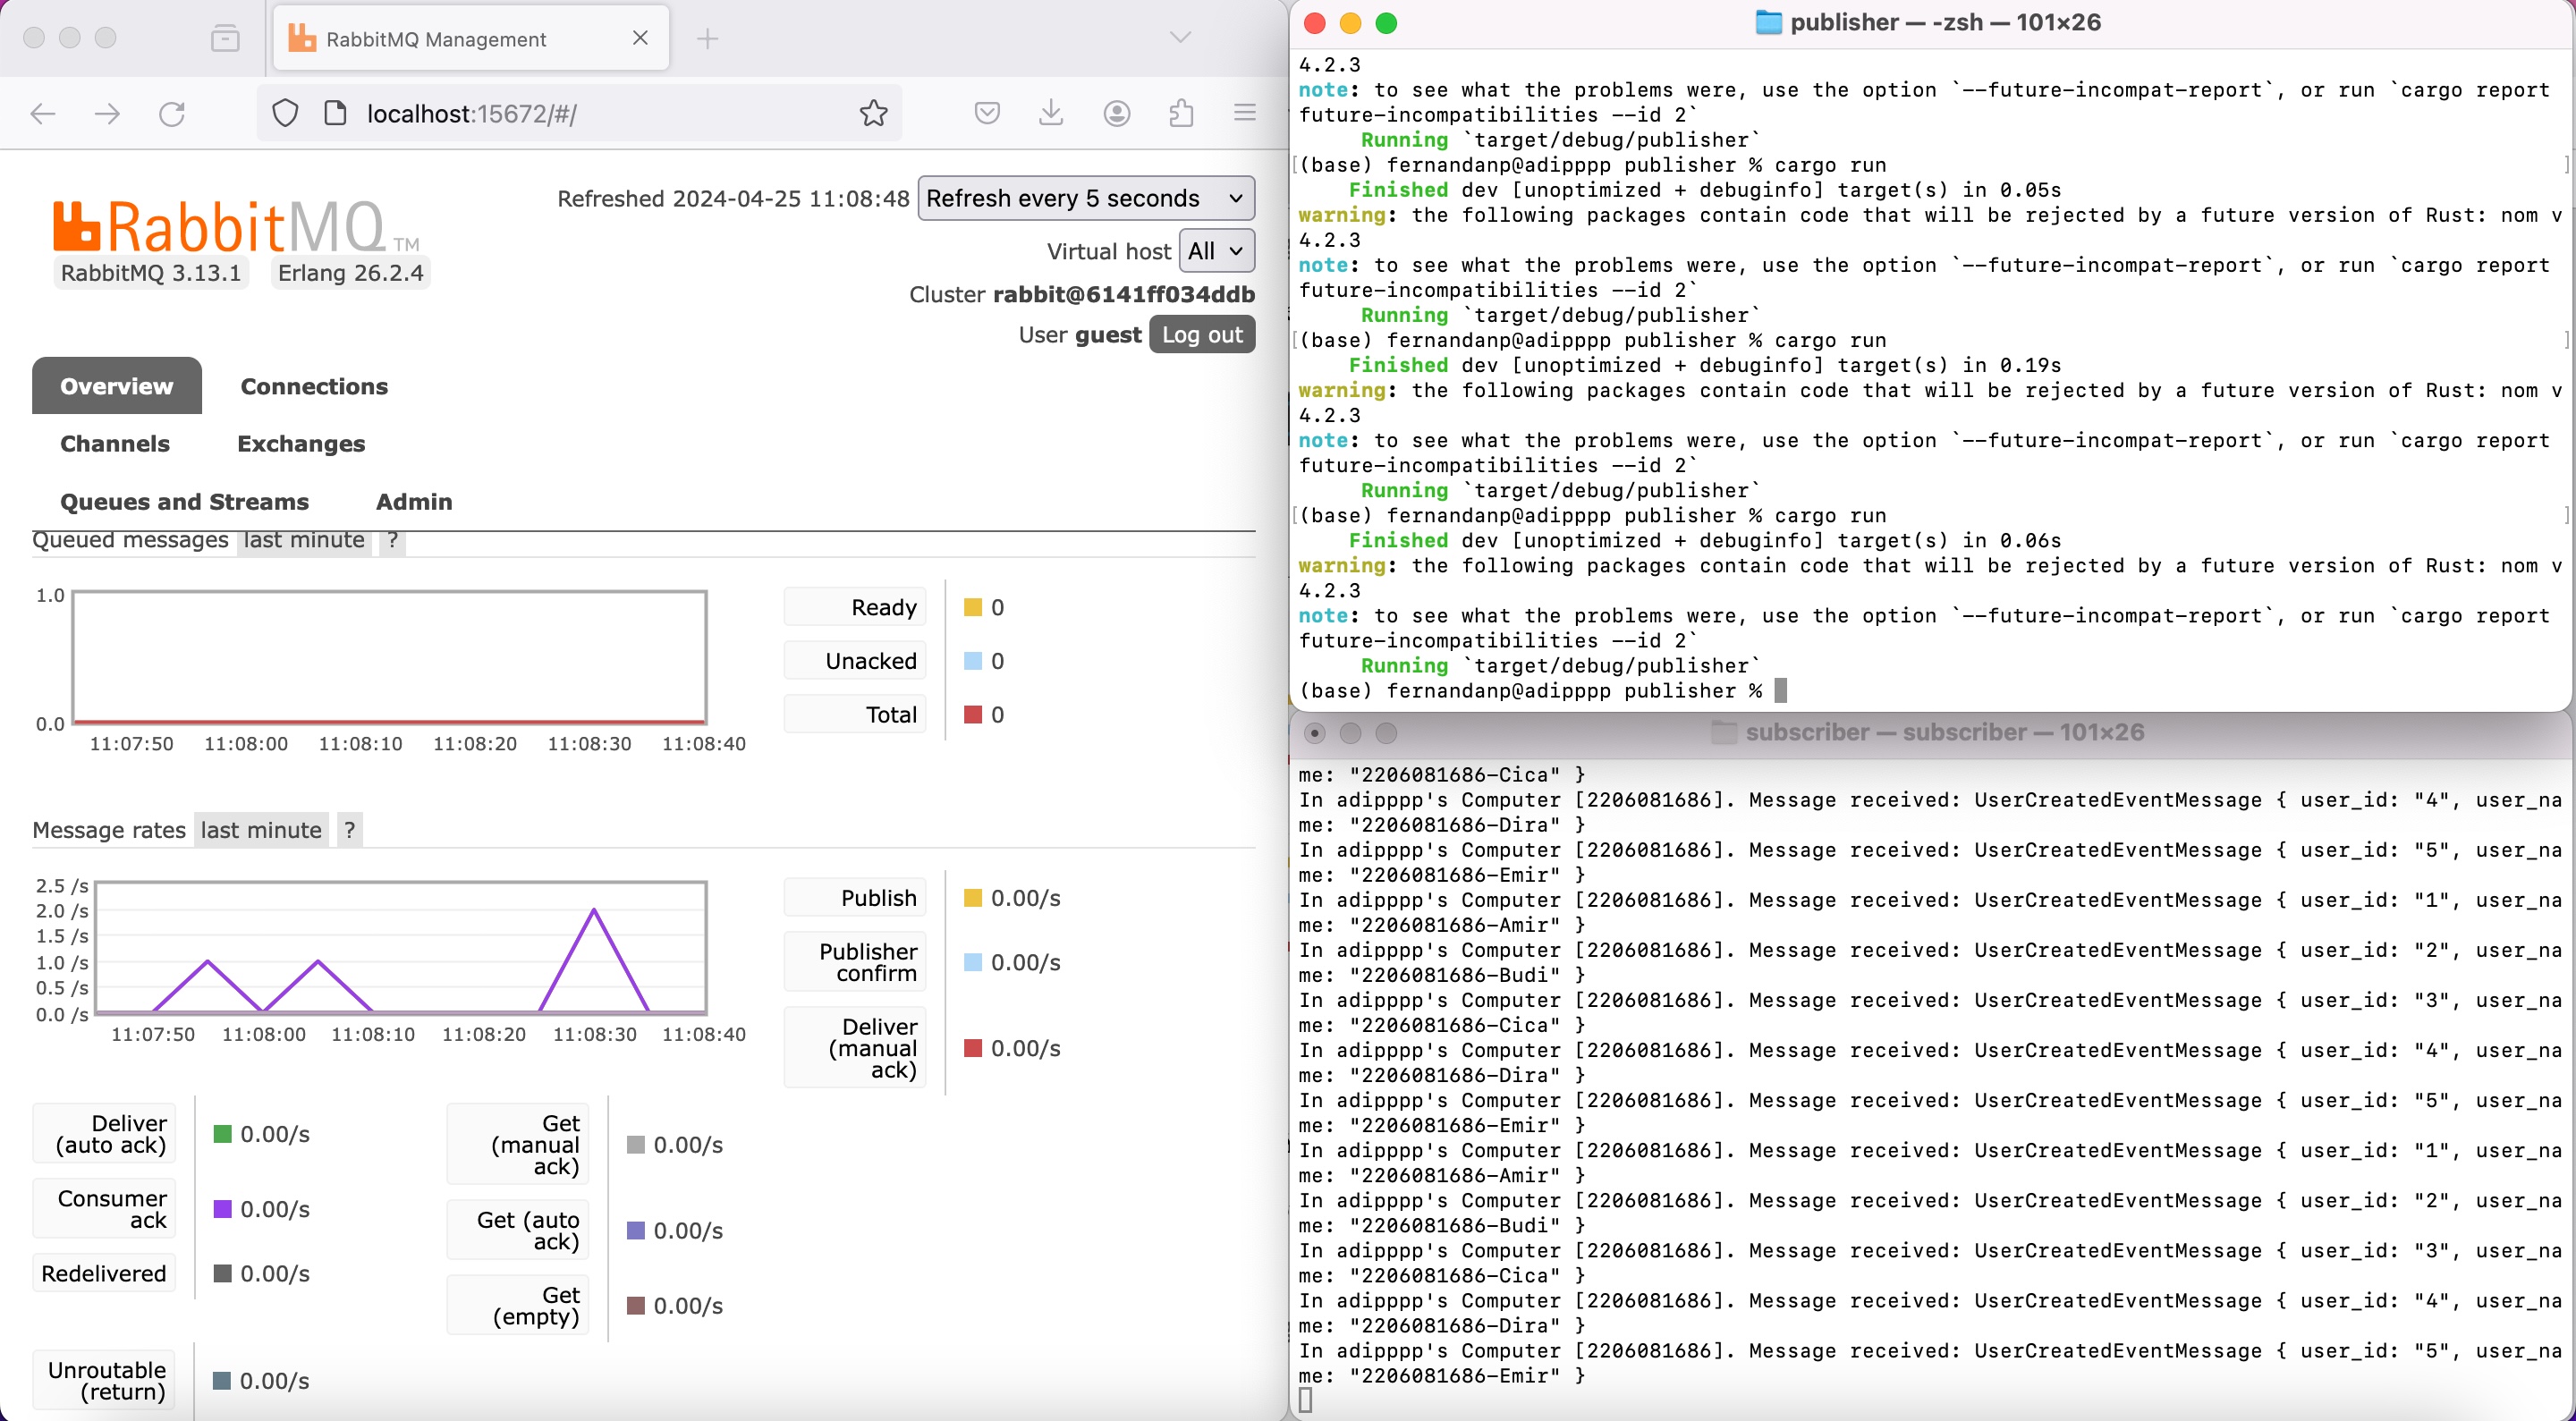 RabbitMQ Management
localhost:15672/#/
RabbitMQ TM
RabbitMQ 3.13.1 Erlang 26.2.4
Refreshed 2024-04-25 11:08:48 Refresh every 5 seconds
Virtual host All
Cluster rabbit@6141ff034ddb
User guest Log out
Overview Connections
Channels Exchanges
Queues and Streams Admin
Queued messages last minute ?
1.0
0.0
11:07:50 11:08:00 11:08:10 11:08:20 11:08:30 11:08:40
Ready 0
Unacked 0
Total 0
Message rates last minute ?
2.5 /s
2.0 /s
1.5 /s
1.0 /s
0.5 /s
0.0 /s
11:07:50 11:08:00 11:08:10 11:08:20 11:08:30 11:08:40
Publish 0.00/s
Publisher
confirm 0.00/s
Deliver
(manual
ack) 0.00/s
Deliver
(auto ack) 0.00/s
Consumer
ack 0.00/s
Redelivered 0.00/s
Get
(manual
ack) 0.00/s
Get (auto
ack) 0.00/s
Get
(empty) 0.00/s
Unroutable
(return) 0.00/s
publisher — -zsh — 101×26
4.2.3
note: to see what the problems were, use the option `--future-incompat-report`, or run `cargo report
future-incompatibilities --id 2`
Running `target/debug/publisher`
[(base) fernandanp@adipppp publisher % cargo run ]
Finished dev [unoptimized + debuginfo] target(s) in 0.05s
warning: the following packages contain code that will be rejected by a future version of Rust: nom v
4.2.3
note: to see what the problems were, use the option `--future-incompat-report`, or run `cargo report
future-incompatibilities --id 2`
Running `target/debug/publisher`
[(base) fernandanp@adipppp publisher % cargo run ]
Finished dev [unoptimized + debuginfo] target(s) in 0.19s
warning: the following packages contain code that will be rejected by a future version of Rust: nom v
4.2.3
note: to see what the problems were, use the option `--future-incompat-report`, or run `cargo report
future-incompatibilities --id 2`
Running `target/debug/publisher`
[(base) fernandanp@adipppp publisher % cargo run ]
Finished dev [unoptimized + debuginfo] target(s) in 0.06s
warning: the following packages contain code that will be rejected by a future version of Rust: nom v
4.2.3
note: to see what the problems were, use the option `--future-incompat-report`, or run `cargo report
future-incompatibilities --id 2`
Running `target/debug/publisher`
(base) fernandanp@adipppp publisher %
subscriber — subscriber — 101×26
me: "2206081686-Cica" }
In adipppp's Computer [2206081686]. Message received: UserCreatedEventMessage { user_id: "4", user_na
me: "2206081686-Dira" }
In adipppp's Computer [2206081686]. Message received: UserCreatedEventMessage { user_id: "5", user_na
me: "2206081686-Emir" }
In adipppp's Computer [2206081686]. Message received: UserCreatedEventMessage { user_id: "1", user_na
me: "2206081686-Amir" }
In adipppp's Computer [2206081686]. Message received: UserCreatedEventMessage { user_id: "2", user_na
me: "2206081686-Budi" }
In adipppp's Computer [2206081686]. Message received: UserCreatedEventMessage { user_id: "3", user_na
me: "2206081686-Cica" }
In adipppp's Computer [2206081686]. Message received: UserCreatedEventMessage { user_id: "4", user_na
me: "2206081686-Dira" }
In adipppp's Computer [2206081686]. Message received: UserCreatedEventMessage { user_id: "5", user_na
me: "2206081686-Emir" }
In adipppp's Computer [2206081686]. Message received: UserCreatedEventMessage { user_id: "1", user_na
me: "2206081686-Amir" }
In adipppp's Computer [2206081686]. Message received: UserCreatedEventMessage { user_id: "2", user_na
me: "2206081686-Budi" }
In adipppp's Computer [2206081686]. Message received: UserCreatedEventMessage { user_id: "3", user_na
me: "2206081686-Cica" }
In adipppp's Computer [2206081686]. Message received: UserCreatedEventMessage { user_id: "4", user_na
me: "2206081686-Dira" }
In adipppp's Computer [2206081686]. Message received: UserCreatedEventMessage { user_id: "5", user_na
me: "2206081686-Emir" }